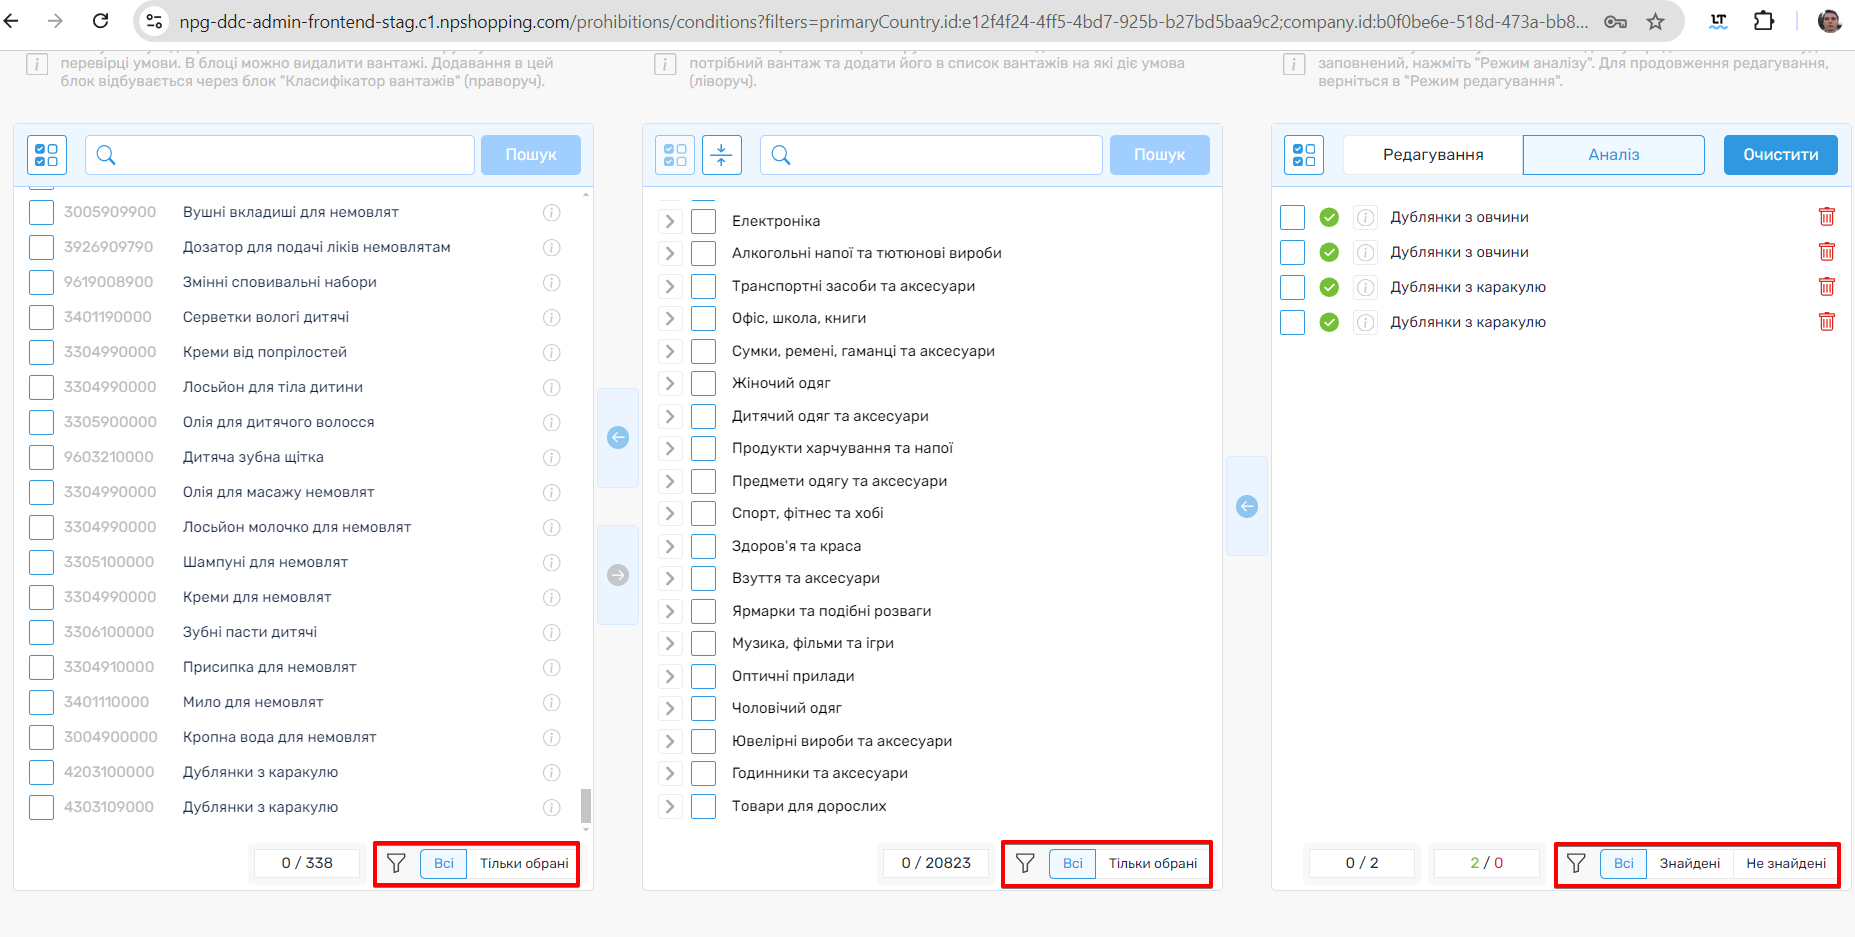 npg-ddc-admin-frontend-stag.c1.npshopping.com/prohibitions/conditions?filters=primaryCountry.id:e12f4f24-4ff5-4bd7-925b-b27bd5baa9c2;company.id:b0f0be6e-518d-473a-bb8...
перевірці умови. В блоці можно видалити вантажі. Додавання в цей
блок відбувається через блок "Класифікатор вантажів" (праворуч).
потрібний вантаж та додати його в список вантажів на які діє умова
(ліворуч).
заповнений, нажміть "Режим аналізу". Для продовження редагування,
верніться в "Режим редагування".
Пошук
3005909900 Вушні вкладиші для немовлят
3926909790 Дозатор для подачі ліків немовлятам
9619008900 Змінні сповивальні набори
3401190000 Серветки вологі дитячі
3304990000 Креми від попрілостей
3304990000 Лосьйон для тіла дитини
3305900000 Олія для дитячого волосся
9603210000 Дитяча зубна щітка
3304990000 Олія для масажу немовлят
3304990000 Лосьйон молочко для немовлят
3305100000 Шампуні для немовлят
3304990000 Креми для немовлят
3306100000 Зубні пасти дитячі
3304910000 Присипка для немовлят
3401110000 Мило для немовлят
3004900000 Кропна вода для немовлят
4203100000 Дублянки з каракулю
4303109000 Дублянки з каракулю
0 / 338 Всі Тільки обрані
Пошук
Електроніка
Алкогольні напої та тютюнові вироби
Транспортні засоби та аксесуари
Офіс, школа, книги
Сумки, ремені, гаманці та аксесуари
Жіночий одяг
Дитячий одяг та аксесуари
Продукти харчування та напої
Предмети одягу та аксесуари
Спорт, фітнес та хобі
Здоров'я та краса
Взуття та аксесуари
Ярмарки та подібні розваги
Музика, фільми та ігри
Оптичні прилади
Чоловічий одяг
Ювелірні вироби та аксесуари
Годинники та аксесуари
Товари для дорослих
0 / 20823 Всі Тільки обрані
Редагування Аналіз Очистити
Дублянки з овчини
Дублянки з овчини
Дублянки з каракулю
Дублянки з каракулю
0 / 2 2 / 0 Всі Знайдені Не знайдені